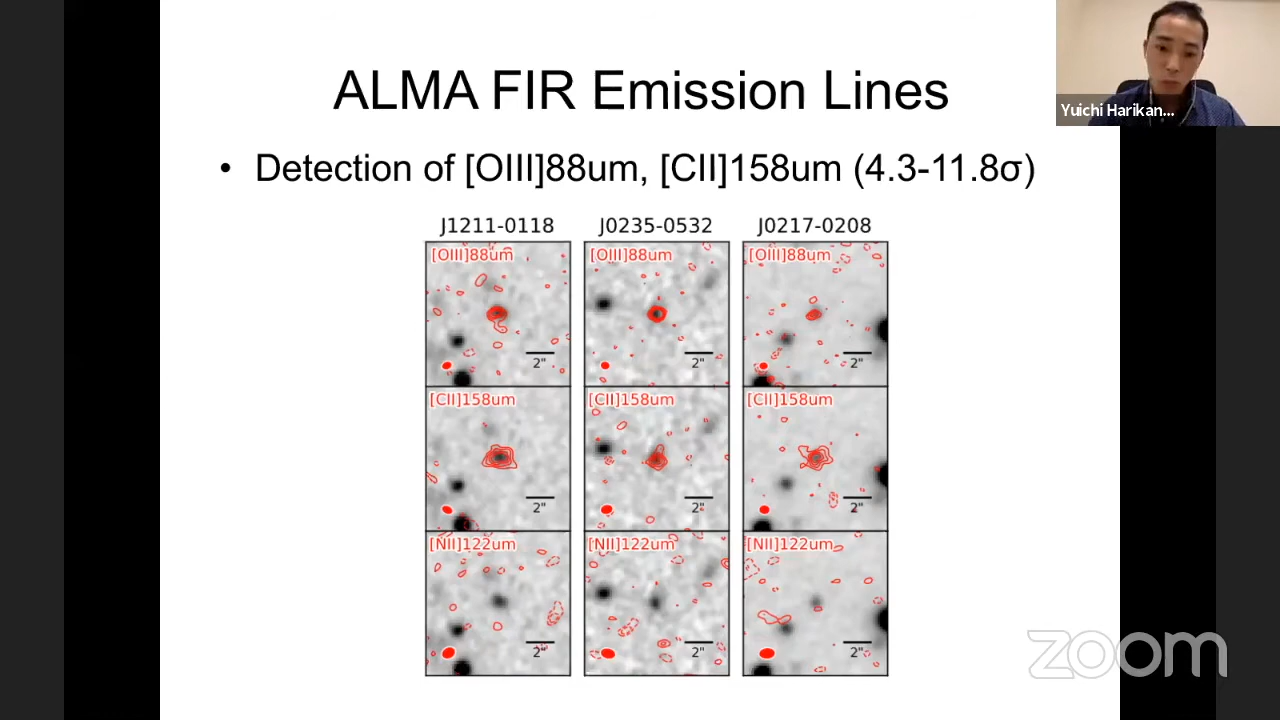 ALMA FIR Emission Lines
Yuichi Harikan...
• Detection of [OIII]88um, [CII]158um (4.3-11.8σ)
J1211-0118 J0235-0532 J0217-0208
[OIII]88um [OIII]88um [OIII]88um
2" 2" 2"
[CII]158um [CII]158um [CII]158um
2" 2" 2"
[NII]122um [NII]122um [NII]122um
2" 2" 2"
zoom